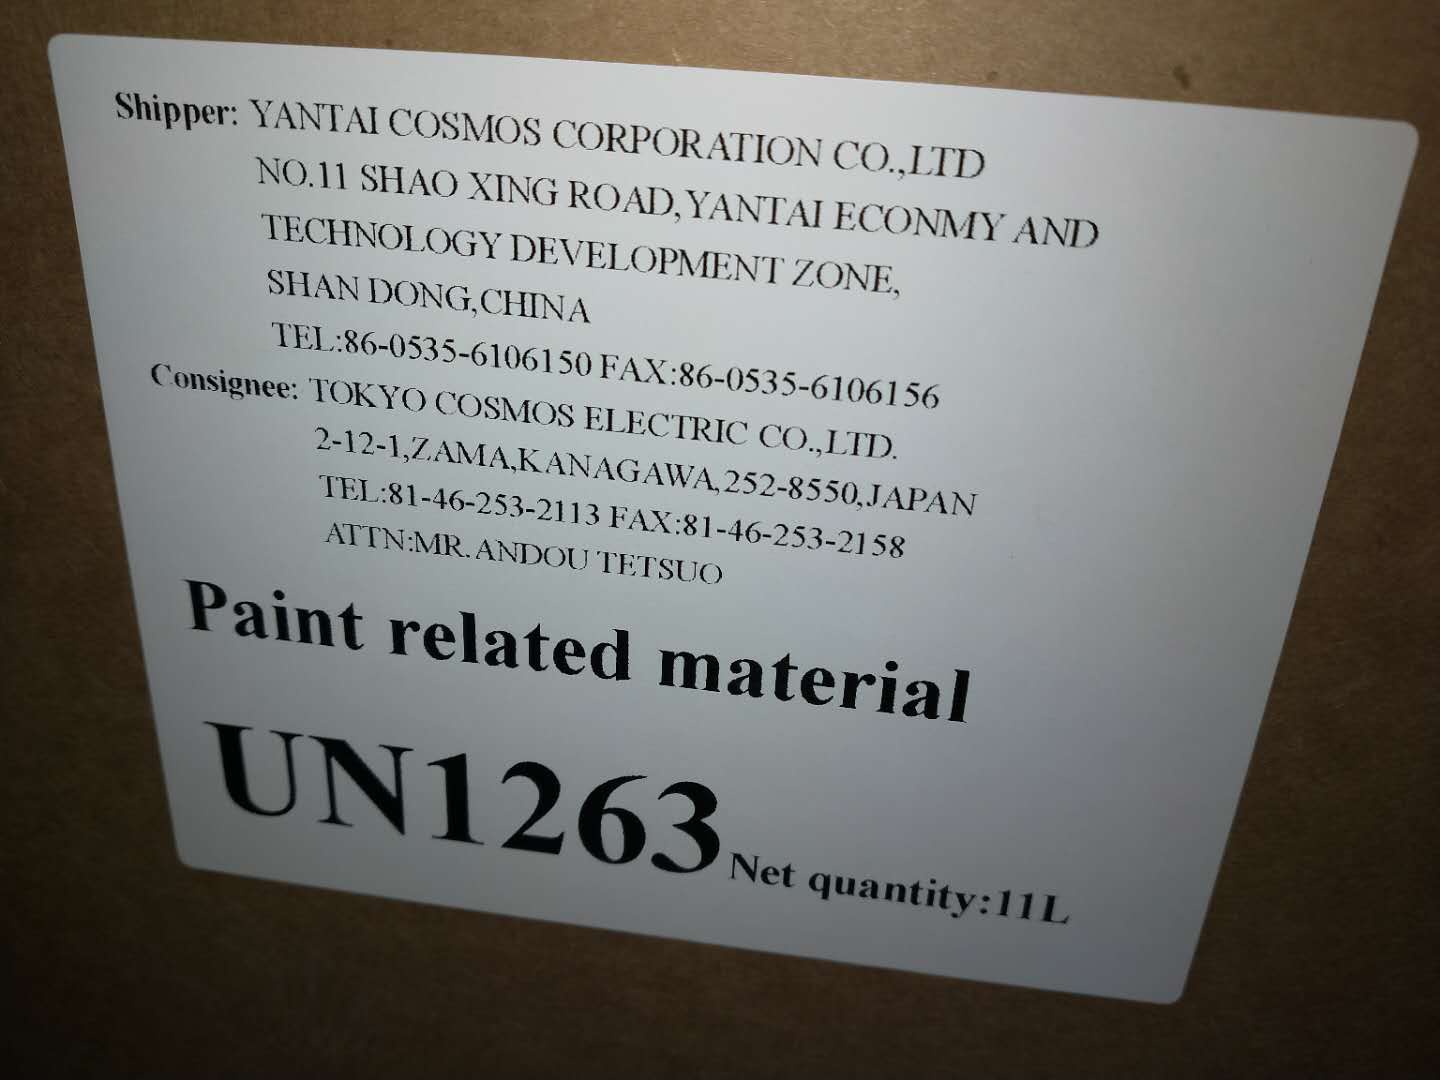 Shipper: YANTAI COSMOS CORPORATION CO.,LTD
NO.11 SHAO XING ROAD,YANTAI ECONMY AND
TECHNOLOGY DEVELOPMENT ZONE,
SHAN DONG,CHINA
TEL:86-0535-6106150 FAX:86-0535-6106156
Consignee: TOKYO COSMOS ELECTRIC CO.,LTD.
2-12-1,ZAMA,KANAGAWA,252-8550,JAPAN
TEL:81-46-253-2113 FAX:81-46-253-2158
ATTN:MR. ANDOU TETSUO
Paint related material
UN1263 Net quantity:11L